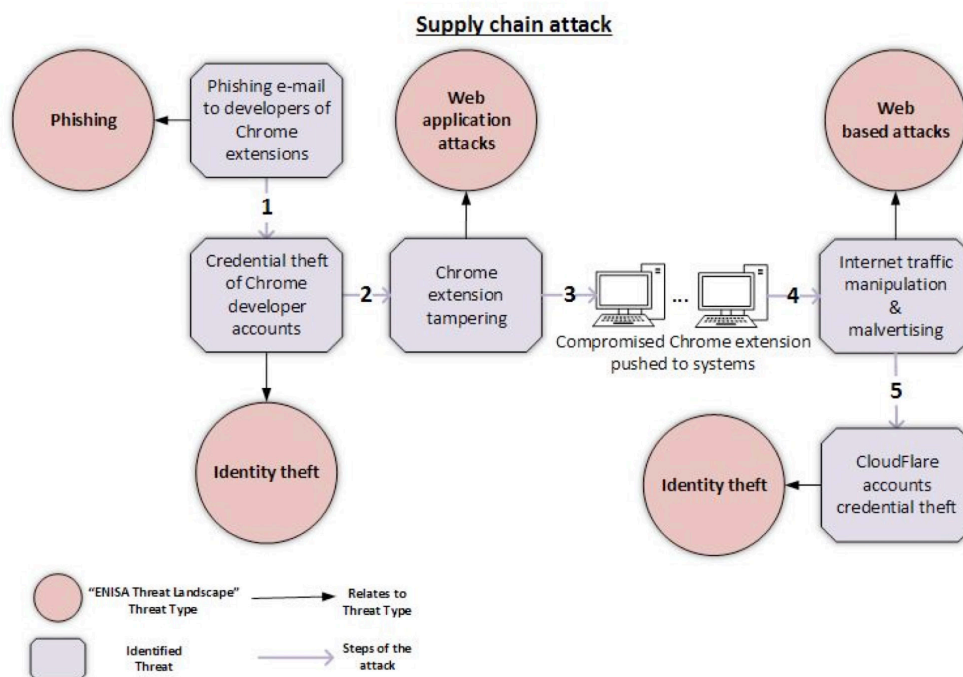 Supply chain attack
Phishing
Phishing e-mail
to developers of
Chrome
extensions
Web
application
attacks
Web
based attacks
1
Credential theft
of Chrome
developer
accounts
2
Chrome
extension
tampering
3
...
Compromised Chrome extension
pushed to systems
4
Internet traffic
manipulation
&
malvertising
5
Identity theft
Identity theft
CloudFlare
accounts
credential theft
“ENISA Threat Landscape”
Threat Type
Relates to
Threat Type
Identified
Threat
Steps of the
attack